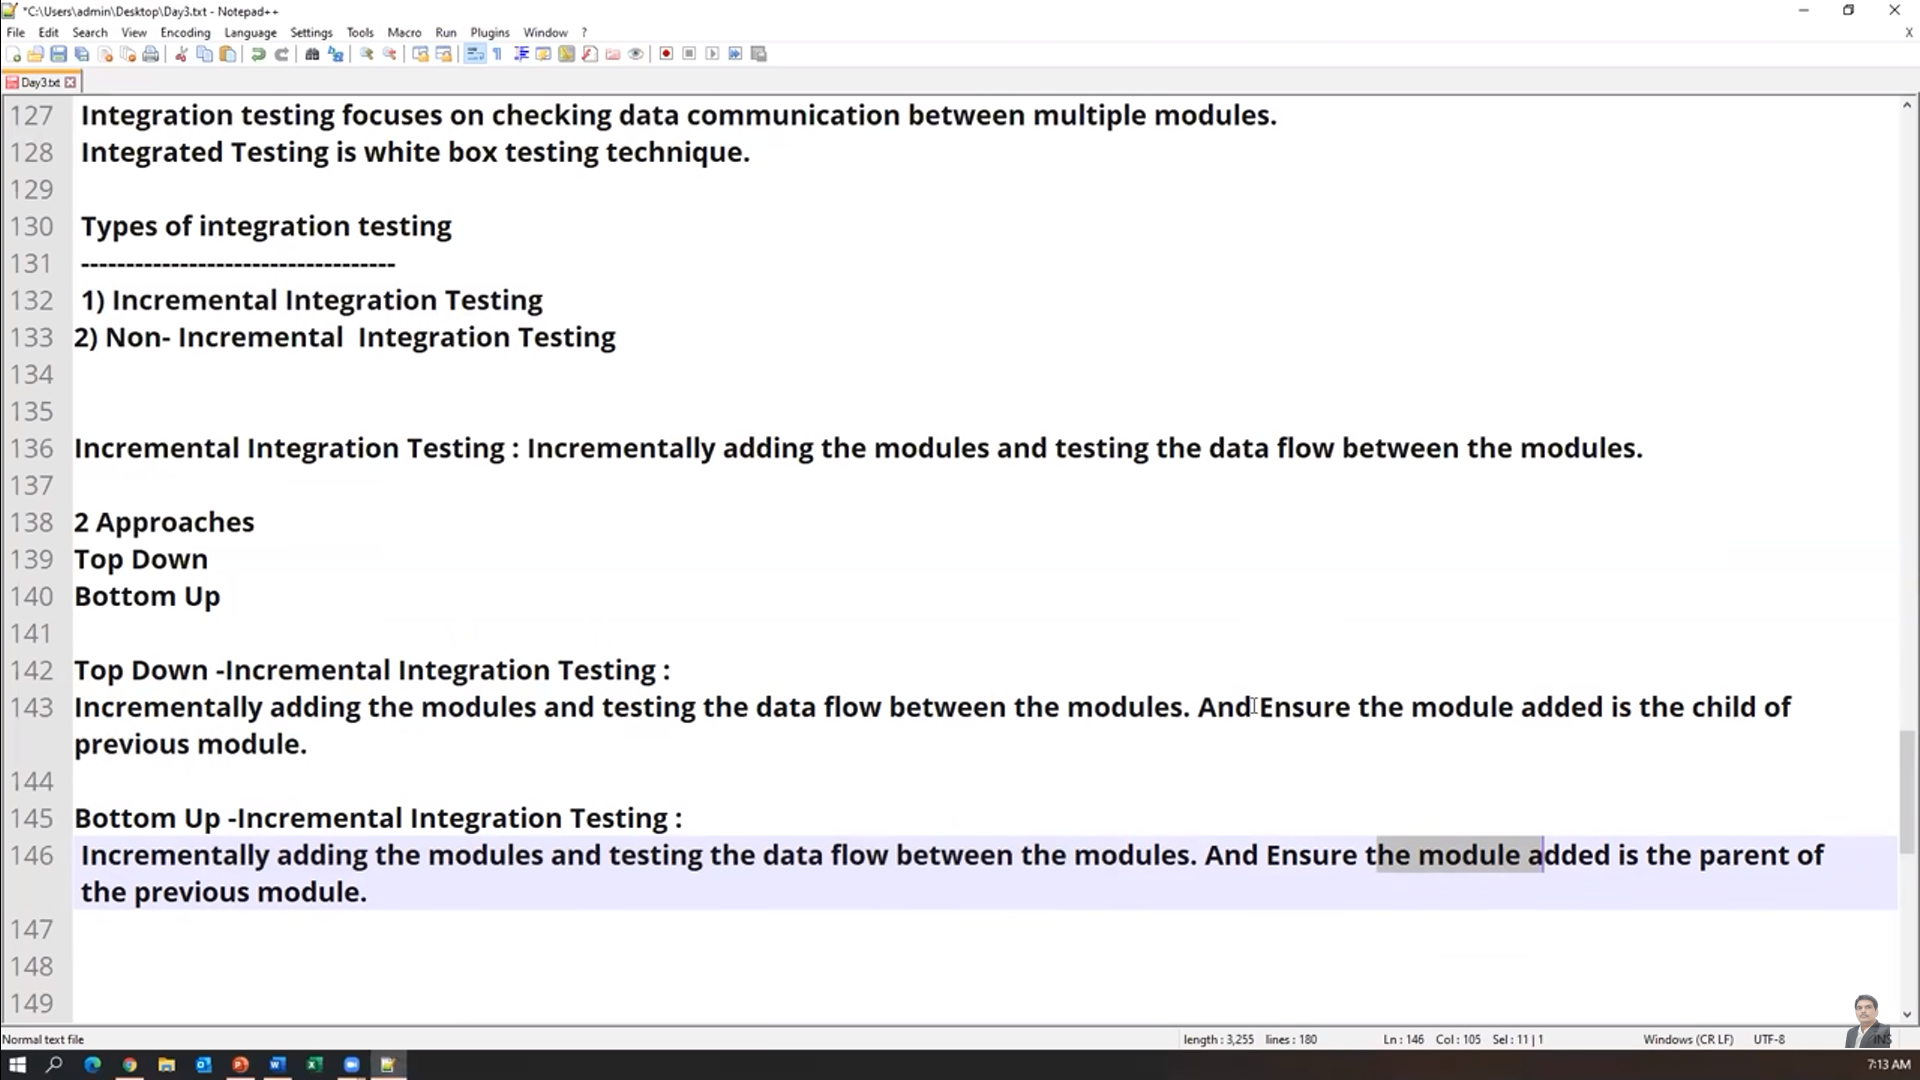 *C:\Users\admin\Desktop\Day3.txt - Notepad++
File Edit Search View Encoding Language Settings Tools Macro Run Plugins Window ?
X
Day3.txt
127 Integration testing focuses on checking data communication between multiple modules.
128 Integrated Testing is white box testing technique.
129
130 Types of integration testing
131 -----------------------------------
132 1) Incremental Integration Testing
133 2) Non- Incremental  Integration Testing
134
135
136 Incremental Integration Testing : Incrementally adding the modules and testing the data flow between the modules.
137
138 2 Approaches
139 Top Down
140 Bottom Up
141
142 Top Down -Incremental Integration Testing :
143 Incrementally adding the modules and testing the data flow between the modules. And Ensure the module added is the child of
previous module.
144
145 Bottom Up -Incremental Integration Testing :
146 Incrementally adding the modules and testing the data flow between the modules. And Ensure the module added is the parent of
the previous module.
147
148
149
Normal text file length : 3,255 lines : 180 Ln : 146 Col : 105 Sel : 11 | 1 Windows (CR LF) UTF-8 INS
7:13 AM